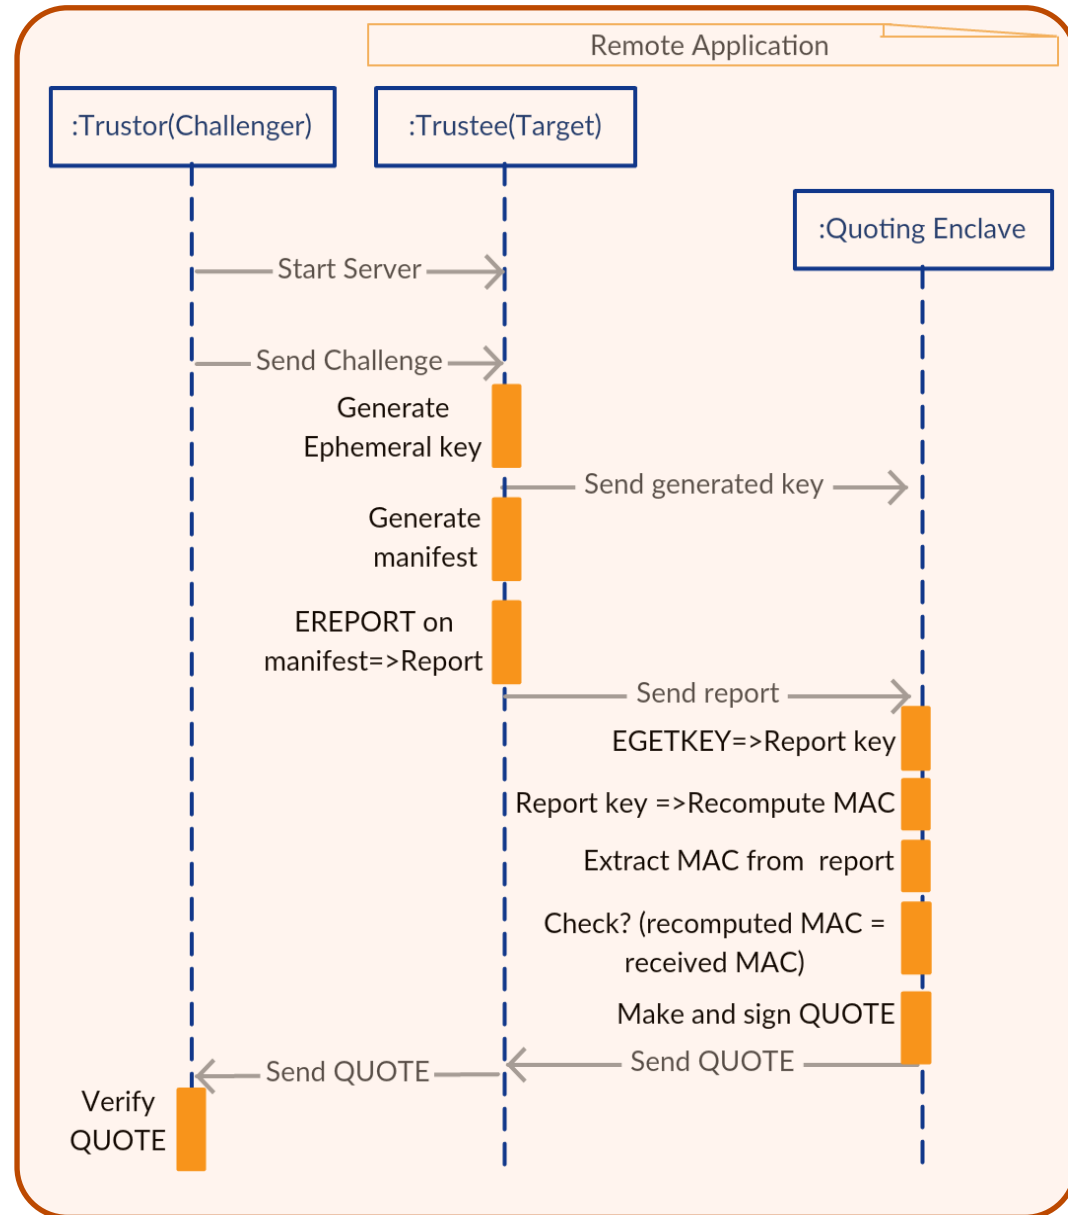 Remote Application
:Trustor(Challenger)
:Trustee(Target)
:Quoting Enclave
Start Server
Send Challenge
Generate
Ephemeral key
Send generated key
Generate
manifest
EREPORT on
manifest=>Report
Send report
EGETKEY=>Report key
Report key =>Recompute MAC
Extract MAC from  report
Check? (recomputed MAC =
received MAC)
Make and sign QUOTE
Send QUOTE
Send QUOTE
Verify
QUOTE